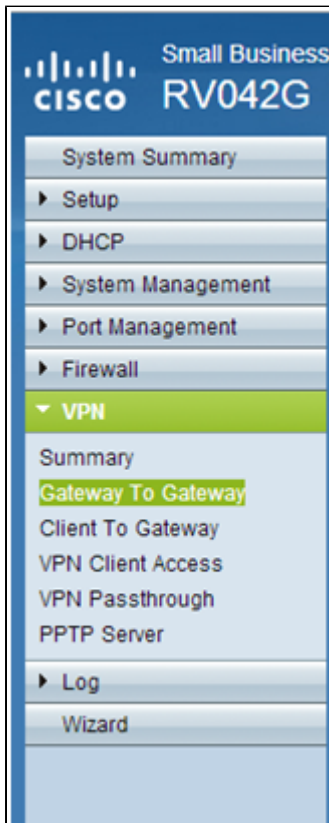 Small Business
CISCO RV042G
System Summary
Setup
DHCP
System Management
Port Management
Firewall
VPN
Summary
Gateway To Gateway
Client To Gateway
VPN Client Access
VPN Passthrough
PPTP Server
Log
Wizard